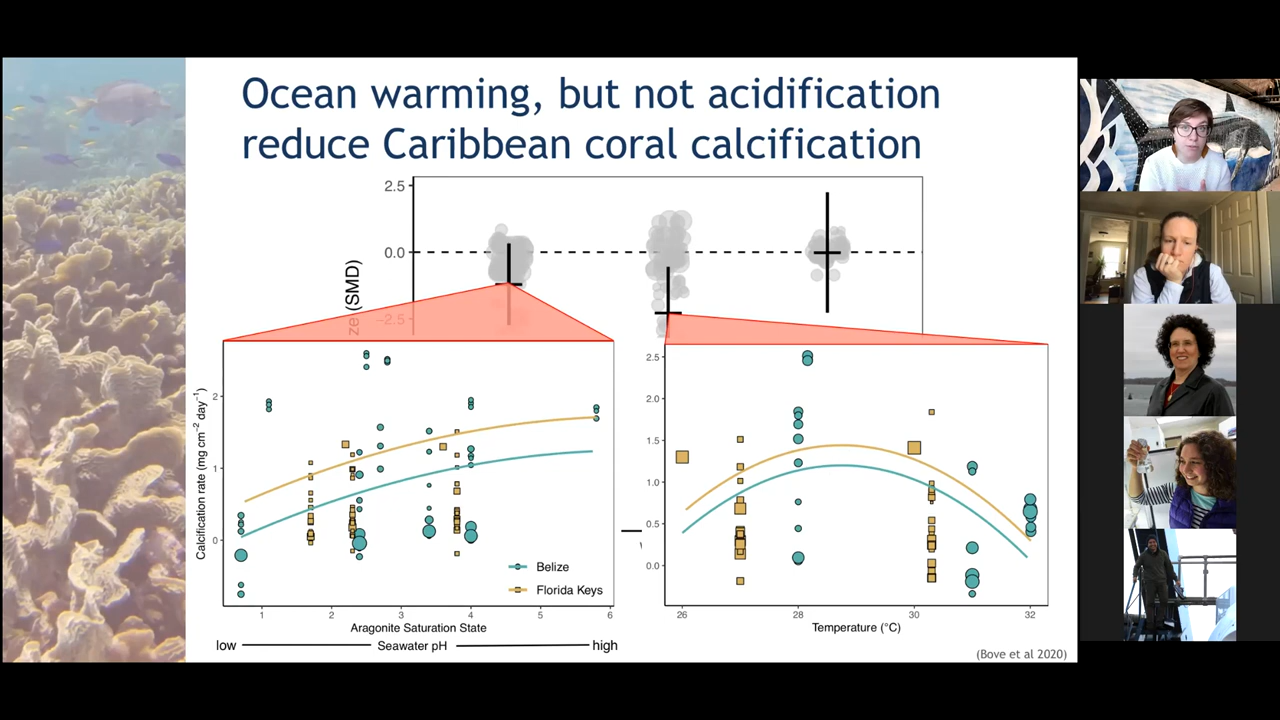 Ocean warming, but not acidification
reduce Caribbean coral calcification
2.5
0.0
−2.5
ze (SMD)
2
1
0
Calcification rate (mg cm−2 day−1)
Belize
Florida Keys
1 2 3 4 5 6
Aragonite Saturation State
low Seawater pH high
2.5
2.0
1.5
1.0
0.5
0.0
26 28 30 32
Temperature (°C)
(Bove et al 2020)